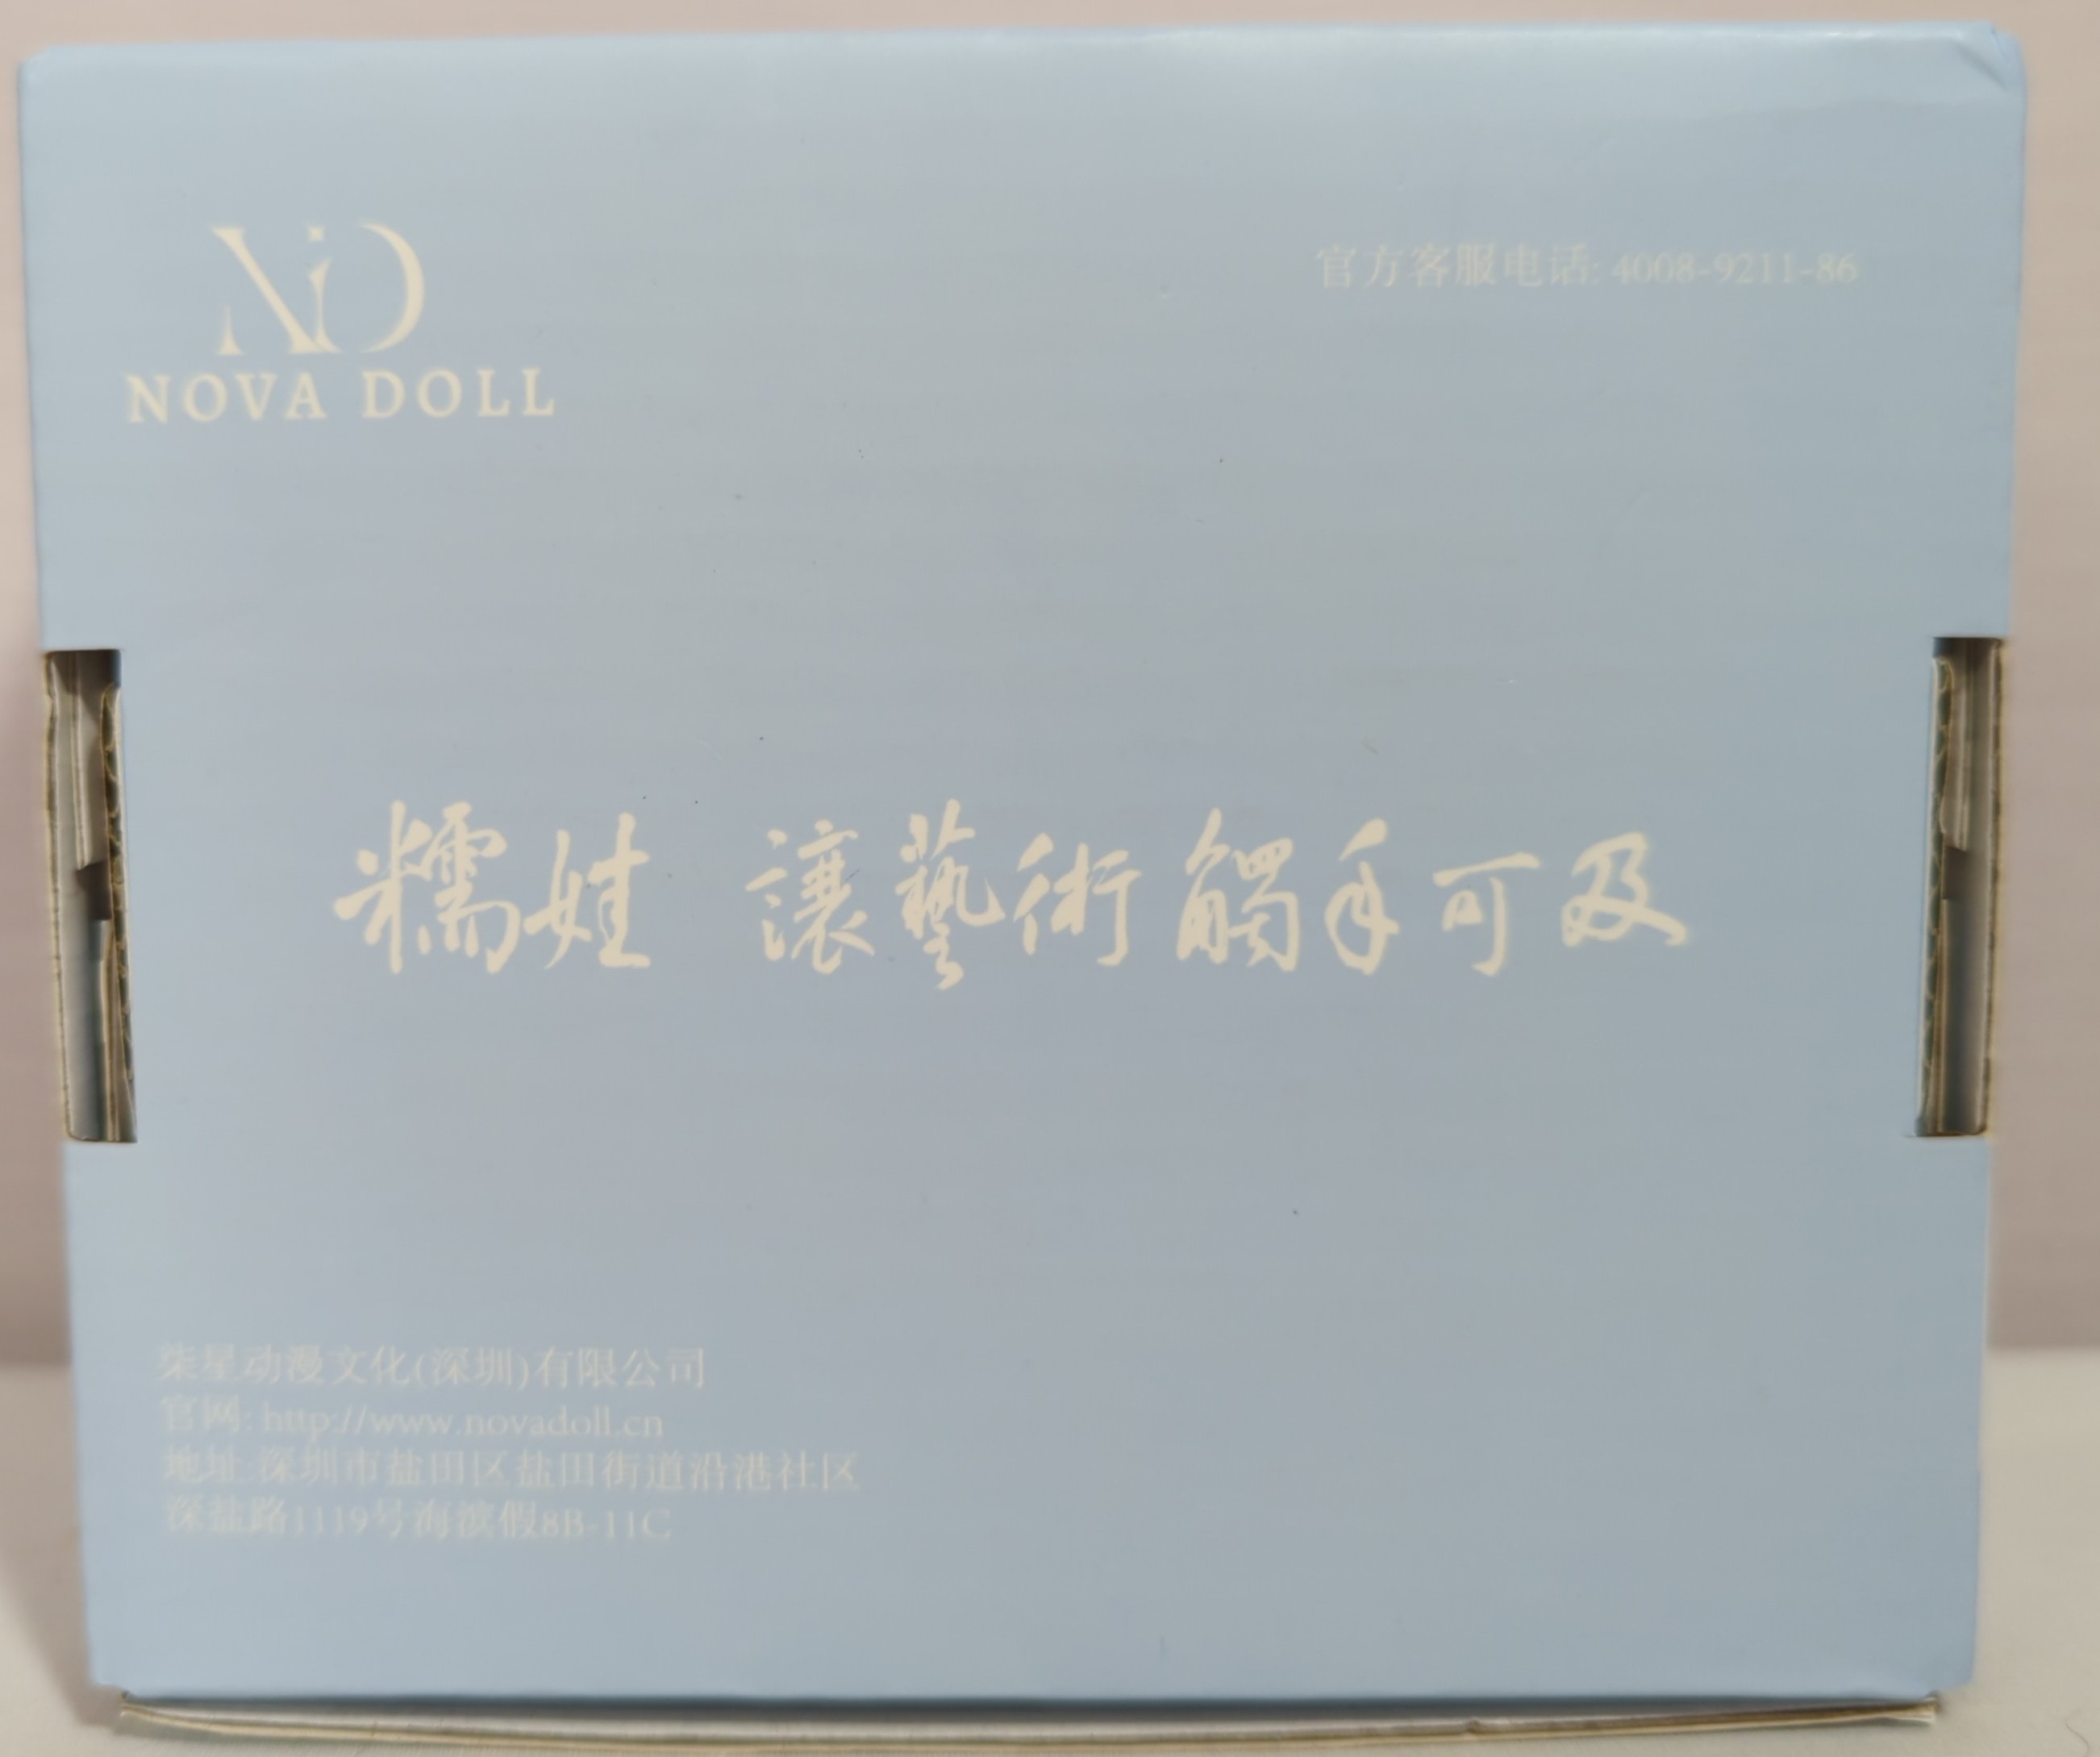 NOVA DOLL
官方客服电话: 4008-9211-86
糯娃 讓藝術觸手可及
柒星动漫文化(深圳)有限公司
官网: http://www.novadoll.cn
地址:深圳市盐田区盐田街道沿港社区
深盐路1119号海滨假8B-11C